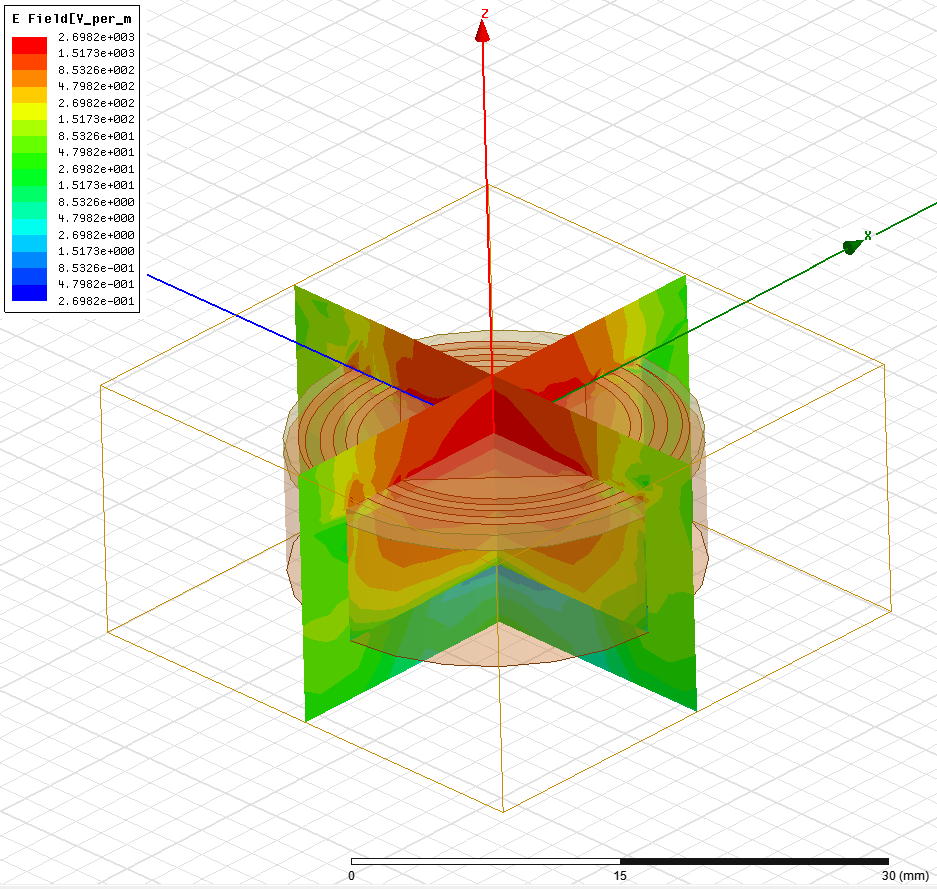 E Field[V_per_m
2.6982e+003
1.5173e+003
8.5326e+002
4.7982e+002
2.6982e+002
1.5173e+002
8.5326e+001
4.7982e+001
2.6982e+001
1.5173e+001
8.5326e+000
4.7982e+000
2.6982e+000
1.5173e+000
8.5326e-001
4.7982e-001
2.6982e-001
Z
X
0
15
30 (mm)